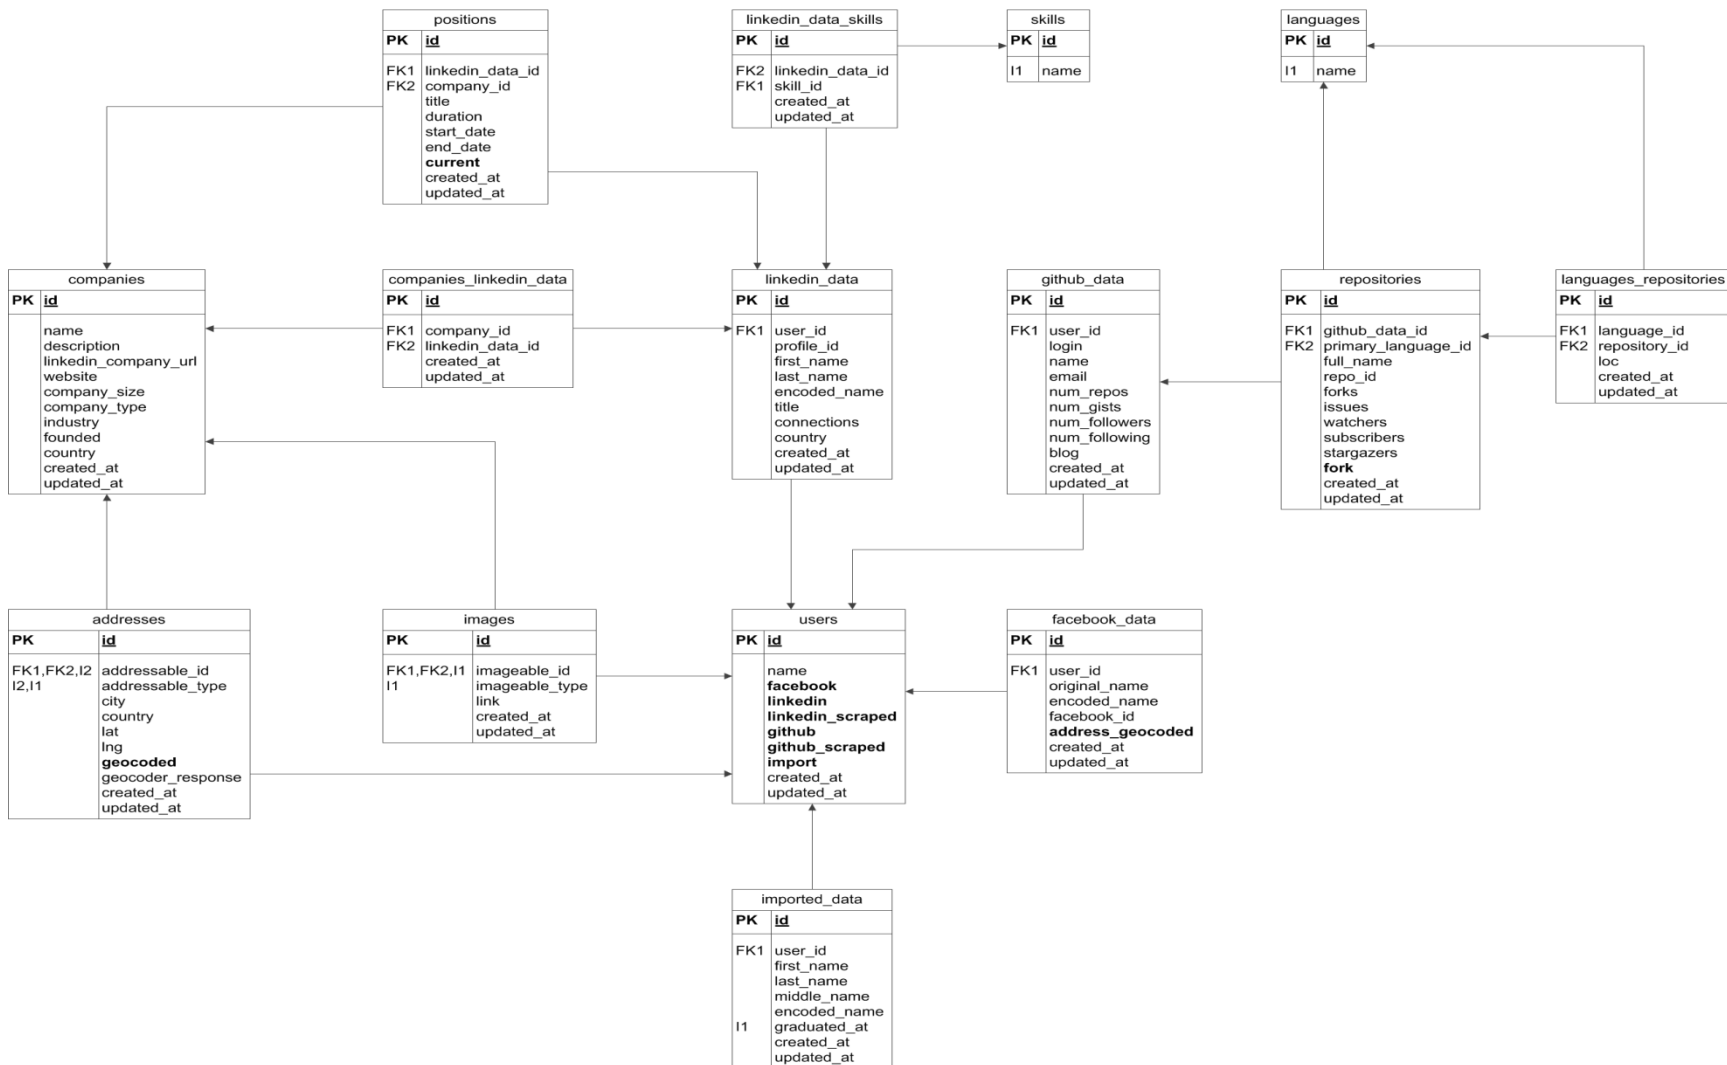 positions
PK id
FK1 linkedin_data_id
FK2 company_id
title
duration
start_date
end_date
current
created_at
updated_at
linkedin_data_skills
PK id
FK2 linkedin_data_id
FK1 skill_id
created_at
updated_at
skills
PK id
I1 name
languages
PK id
I1 name
companies
PK id
name
description
linkedin_company_url
website
company_size
company_type
industry
founded
country
created_at
updated_at
companies_linkedin_data
PK id
FK1 company_id
FK2 linkedin_data_id
created_at
updated_at
linkedin_data
PK id
FK1 user_id
profile_id
first_name
last_name
encoded_name
title
connections
country
created_at
updated_at
github_data
PK id
FK1 user_id
login
name
email
num_repos
num_gists
num_followers
num_following
blog
created_at
updated_at
repositories
PK id
FK1 github_data_id
FK2 primary_language_id
full_name
repo_id
forks
issues
watchers
subscribers
stargazers
fork
created_at
updated_at
languages_repositories
PK id
FK1 language_id
FK2 repository_id
loc
created_at
updated_at
addresses
PK id
FK1,FK2,I2 addressable_id
I2,I1 addressable_type
city
country
lat
lng
geocoded
geocoder_response
created_at
updated_at
images
PK id
FK1,FK2,I1 imageable_id
I1 imageable_type
link
created_at
updated_at
users
PK id
name
facebook
linkedin
linkedin_scraped
github
github_scraped
import
created_at
updated_at
facebook_data
PK id
FK1 user_id
original_name
encoded_name
facebook_id
address_geocoded
created_at
updated_at
imported_data
PK id
FK1 user_id
first_name
last_name
middle_name
encoded_name
I1 graduated_at
created_at
updated_at